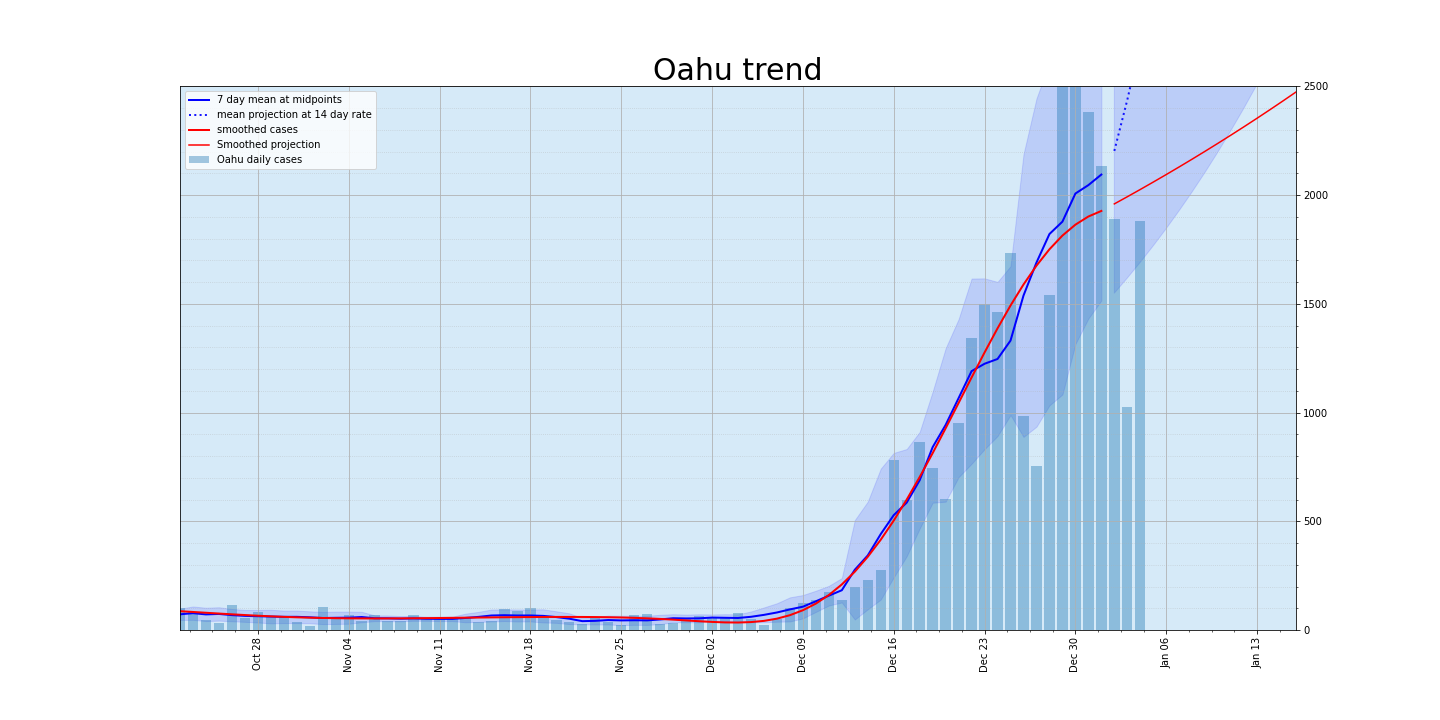 Oahu trend
7 day mean at midpoints
mean projection at 14 day rate
smoothed cases
Smoothed projection
Oahu daily cases
2500
2000
1500
1000
500
0
Oct 28
Nov 04
Nov 11
Nov 18
Nov 25
Dec 02
Dec 09
Dec 16
Dec 23
Dec 30
Jan 06
Jan 13